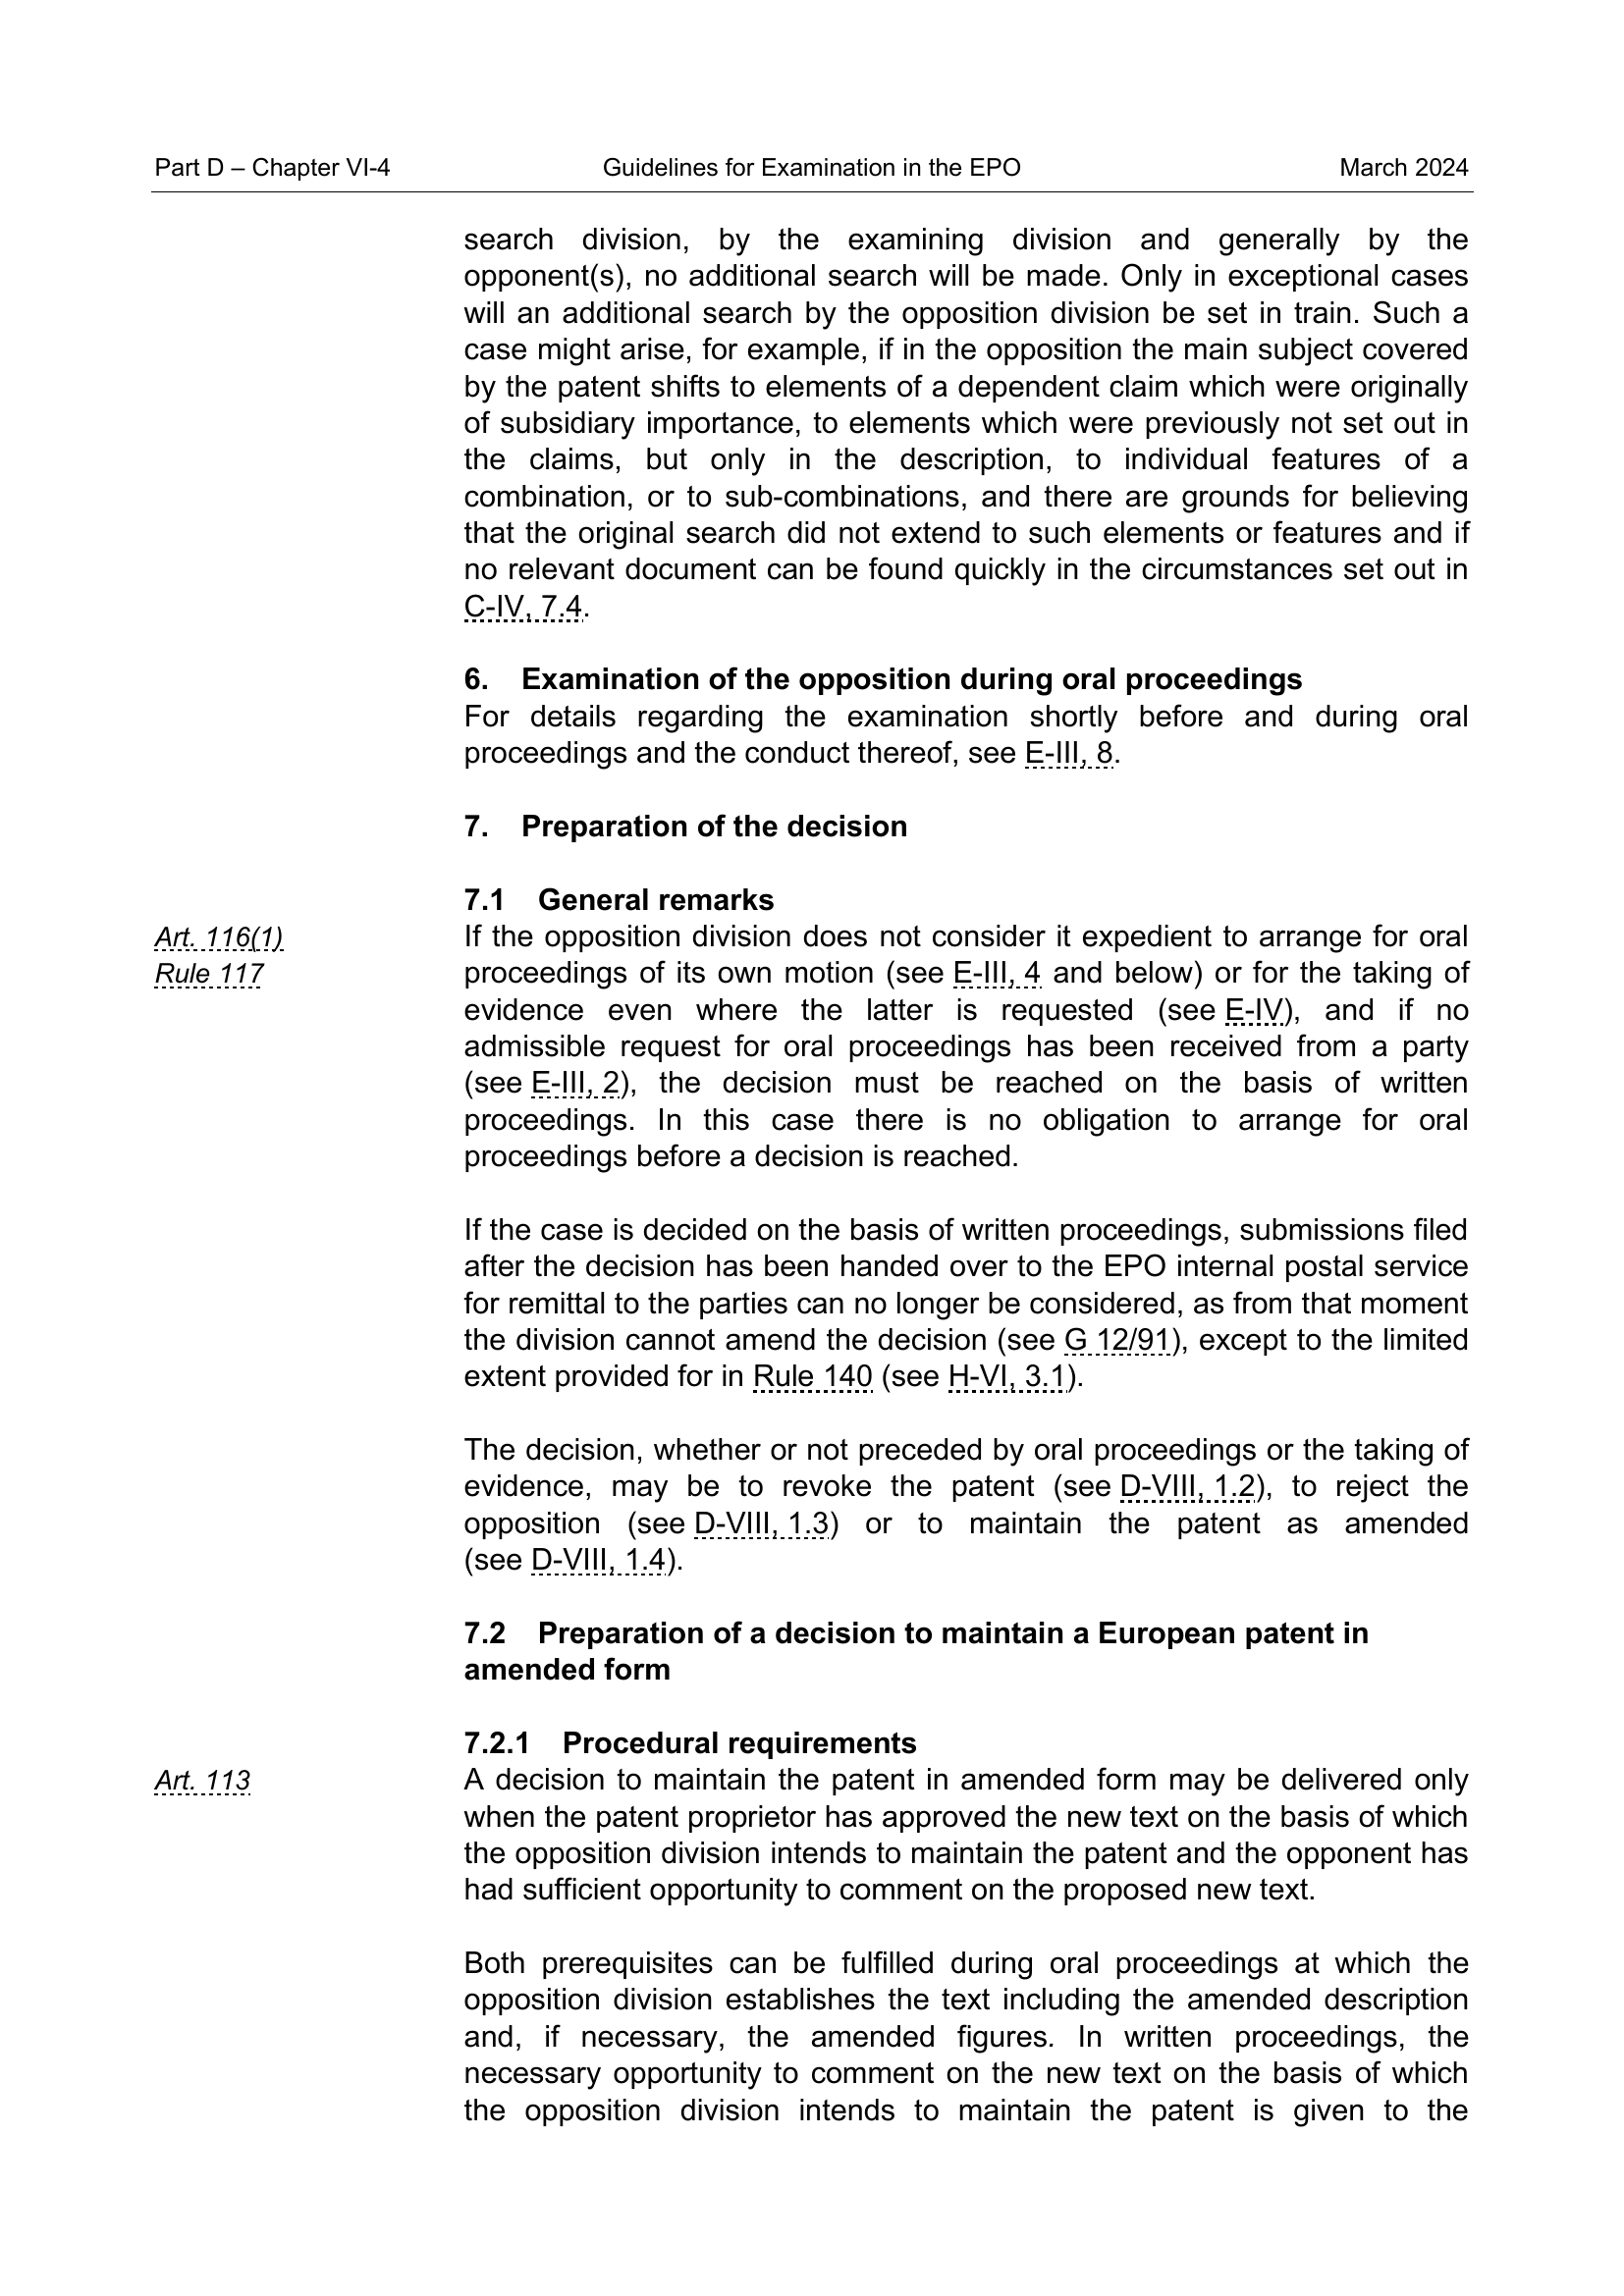 Part D – Chapter VI-4 Guidelines for Examination in the EPO March 2024
search division, by the examining division and generally by the
opponent(s), no additional search will be made. Only in exceptional cases
will an additional search by the opposition division be set in train. Such a
case might arise, for example, if in the opposition the main subject covered
by the patent shifts to elements of a dependent claim which were originally
of subsidiary importance, to elements which were previously not set out in
the claims, but only in the description, to individual features of a
combination, or to sub-combinations, and there are grounds for believing
that the original search did not extend to such elements or features and if
no relevant document can be found quickly in the circumstances set out in
C-IV, 7.4.
6. Examination of the opposition during oral proceedings
For details regarding the examination shortly before and during oral
proceedings and the conduct thereof, see E-III, 8.
7. Preparation of the decision
7.1 General remarks
Art. 116(1)
Rule 117
If the opposition division does not consider it expedient to arrange for oral
proceedings of its own motion (see E-III, 4 and below) or for the taking of
evidence even where the latter is requested (see E-IV), and if no
admissible request for oral proceedings has been received from a party
(see E-III, 2), the decision must be reached on the basis of written
proceedings. In this case there is no obligation to arrange for oral
proceedings before a decision is reached.
If the case is decided on the basis of written proceedings, submissions filed
after the decision has been handed over to the EPO internal postal service
for remittal to the parties can no longer be considered, as from that moment
the division cannot amend the decision (see G 12/91), except to the limited
extent provided for in Rule 140 (see H-VI, 3.1).
The decision, whether or not preceded by oral proceedings or the taking of
evidence, may be to revoke the patent (see D-VIII, 1.2), to reject the
opposition (see D-VIII, 1.3) or to maintain the patent as amended
(see D-VIII, 1.4).
7.2 Preparation of a decision to maintain a European patent in
amended form
7.2.1 Procedural requirements
Art. 113
A decision to maintain the patent in amended form may be delivered only
when the patent proprietor has approved the new text on the basis of which
the opposition division intends to maintain the patent and the opponent has
had sufficient opportunity to comment on the proposed new text.
Both prerequisites can be fulfilled during oral proceedings at which the
opposition division establishes the text including the amended description
and, if necessary, the amended figures. In written proceedings, the
necessary opportunity to comment on the new text on the basis of which
the opposition division intends to maintain the patent is given to the